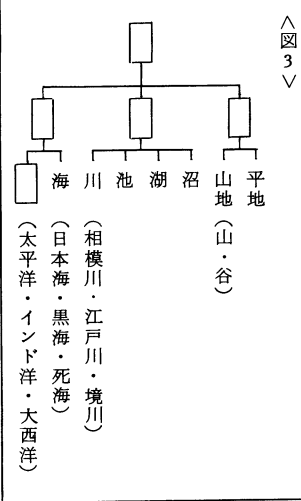 〈図3〉
平地
山地(山・谷)
沼
湖
池
川(相模川・江戸川・境川)
海(日本海・黒海・死海)
(太平洋・インド洋・大西洋)